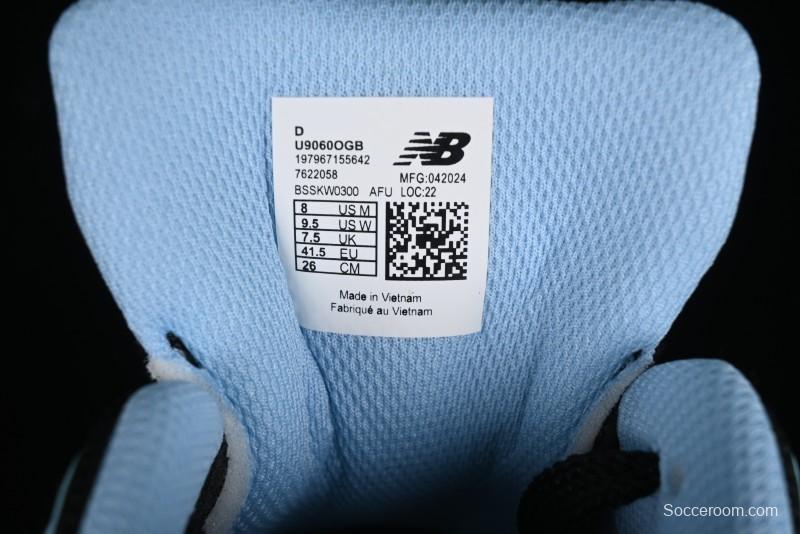 D
U9060OGB
197967155642
7622058
NB
MFG:042024
BSSKW0300 AFU LOC:22
8 US M
9.5 US W
7.5 UK
41.5 EU
26 CM
Made in Vietnam
Fabriqué au Vietnam
Socceroom.com